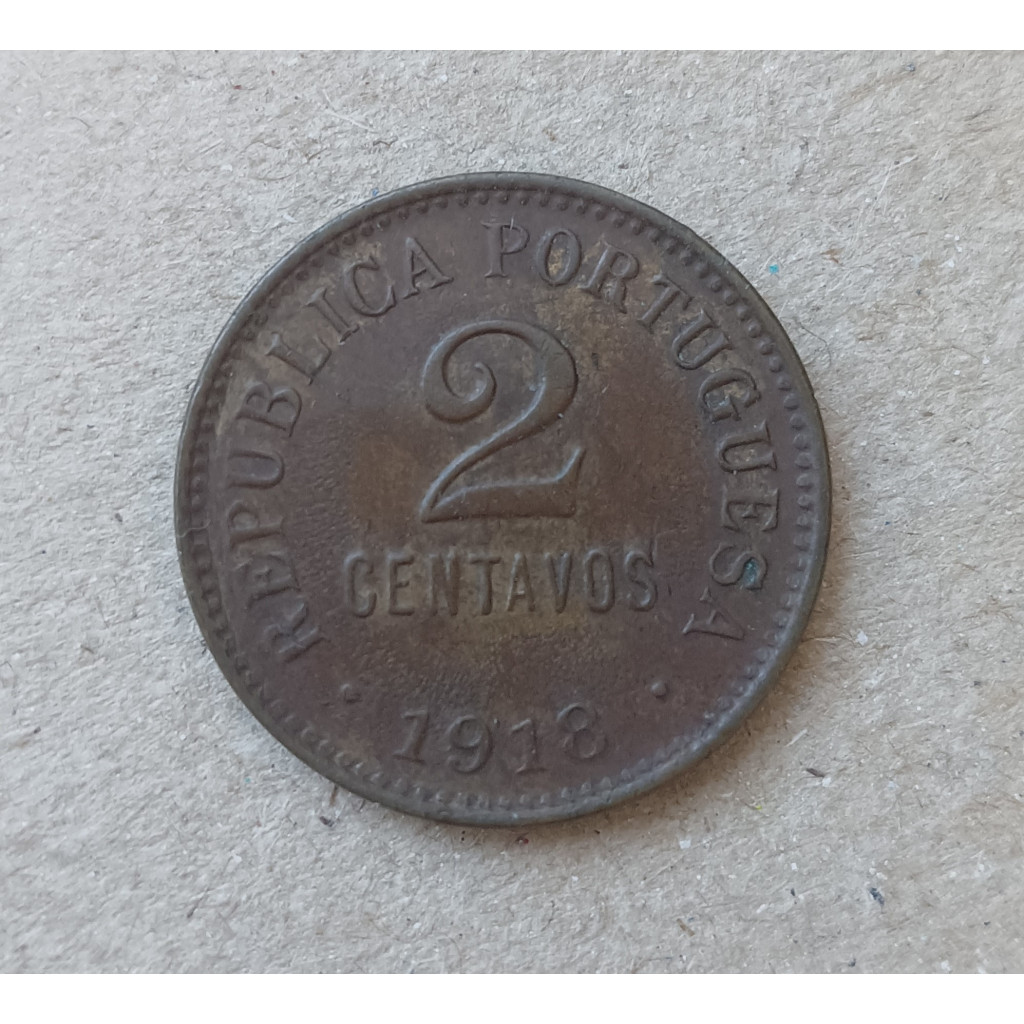 REPUBLICA PORTUGUESA
2
CENTAVOS
• 1918 •